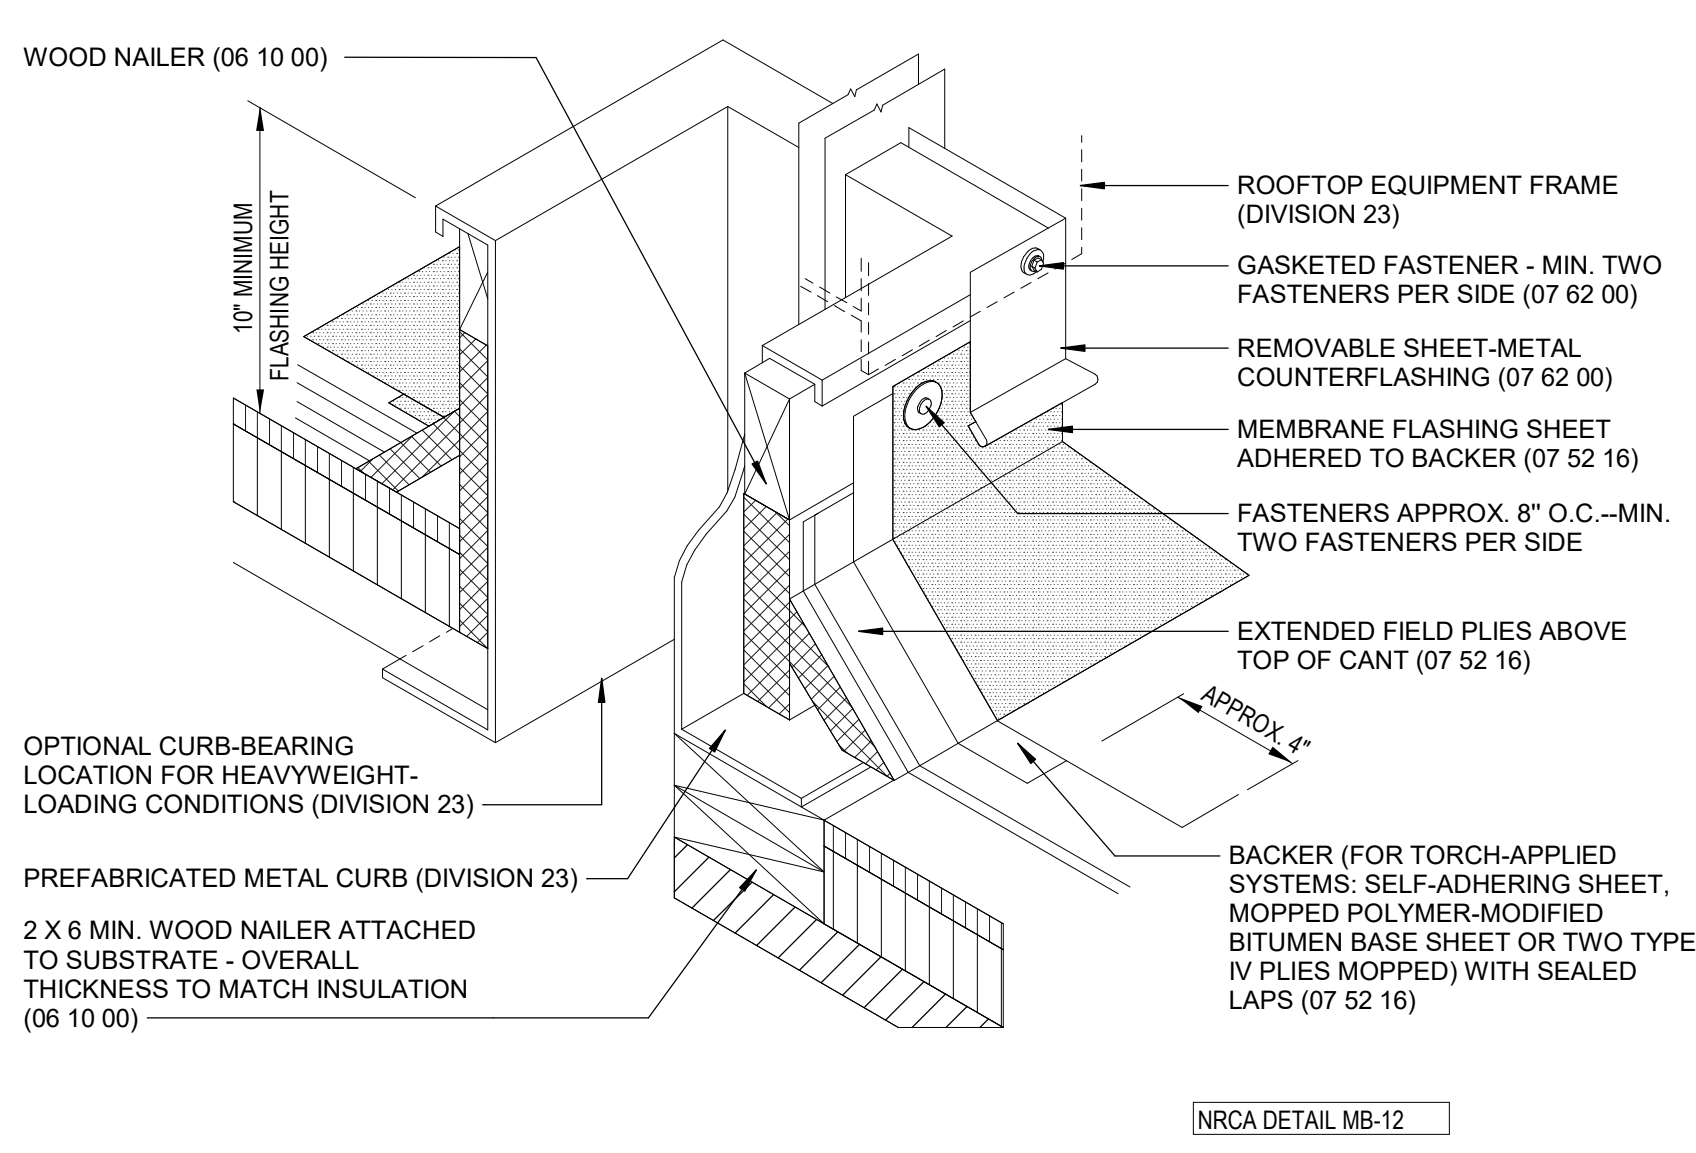 WOOD NAILER (06 10 00)
10" MINIMUM
FLASHING HEIGHT
OPTIONAL CURB-BEARING
LOCATION FOR HEAVYWEIGHT-
LOADING CONDITIONS (DIVISION 23)
PREFABRICATED METAL CURB (DIVISION 23)
2 X 6 MIN. WOOD NAILER ATTACHED
TO SUBSTRATE - OVERALL
THICKNESS TO MATCH INSULATION
(06 10 00)
ROOFTOP EQUIPMENT FRAME
(DIVISION 23)
GASKETED FASTENER - MIN. TWO
FASTENERS PER SIDE (07 62 00)
REMOVABLE SHEET-METAL
COUNTERFLASHING (07 62 00)
MEMBRANE FLASHING SHEET
ADHERED TO BACKER (07 52 16)
FASTENERS APPROX. 8" O.C.--MIN.
TWO FASTENERS PER SIDE
EXTENDED FIELD PLIES ABOVE
TOP OF CANT (07 52 16)
APPROX. 4"
BACKER (FOR TORCH-APPLIED
SYSTEMS: SELF-ADHERING SHEET,
MOPPED POLYMER-MODIFIED
BITUMEN BASE SHEET OR TWO TYPE
IV PLIES MOPPED) WITH SEALED
LAPS (07 52 16)
NRCA DETAIL MB-12